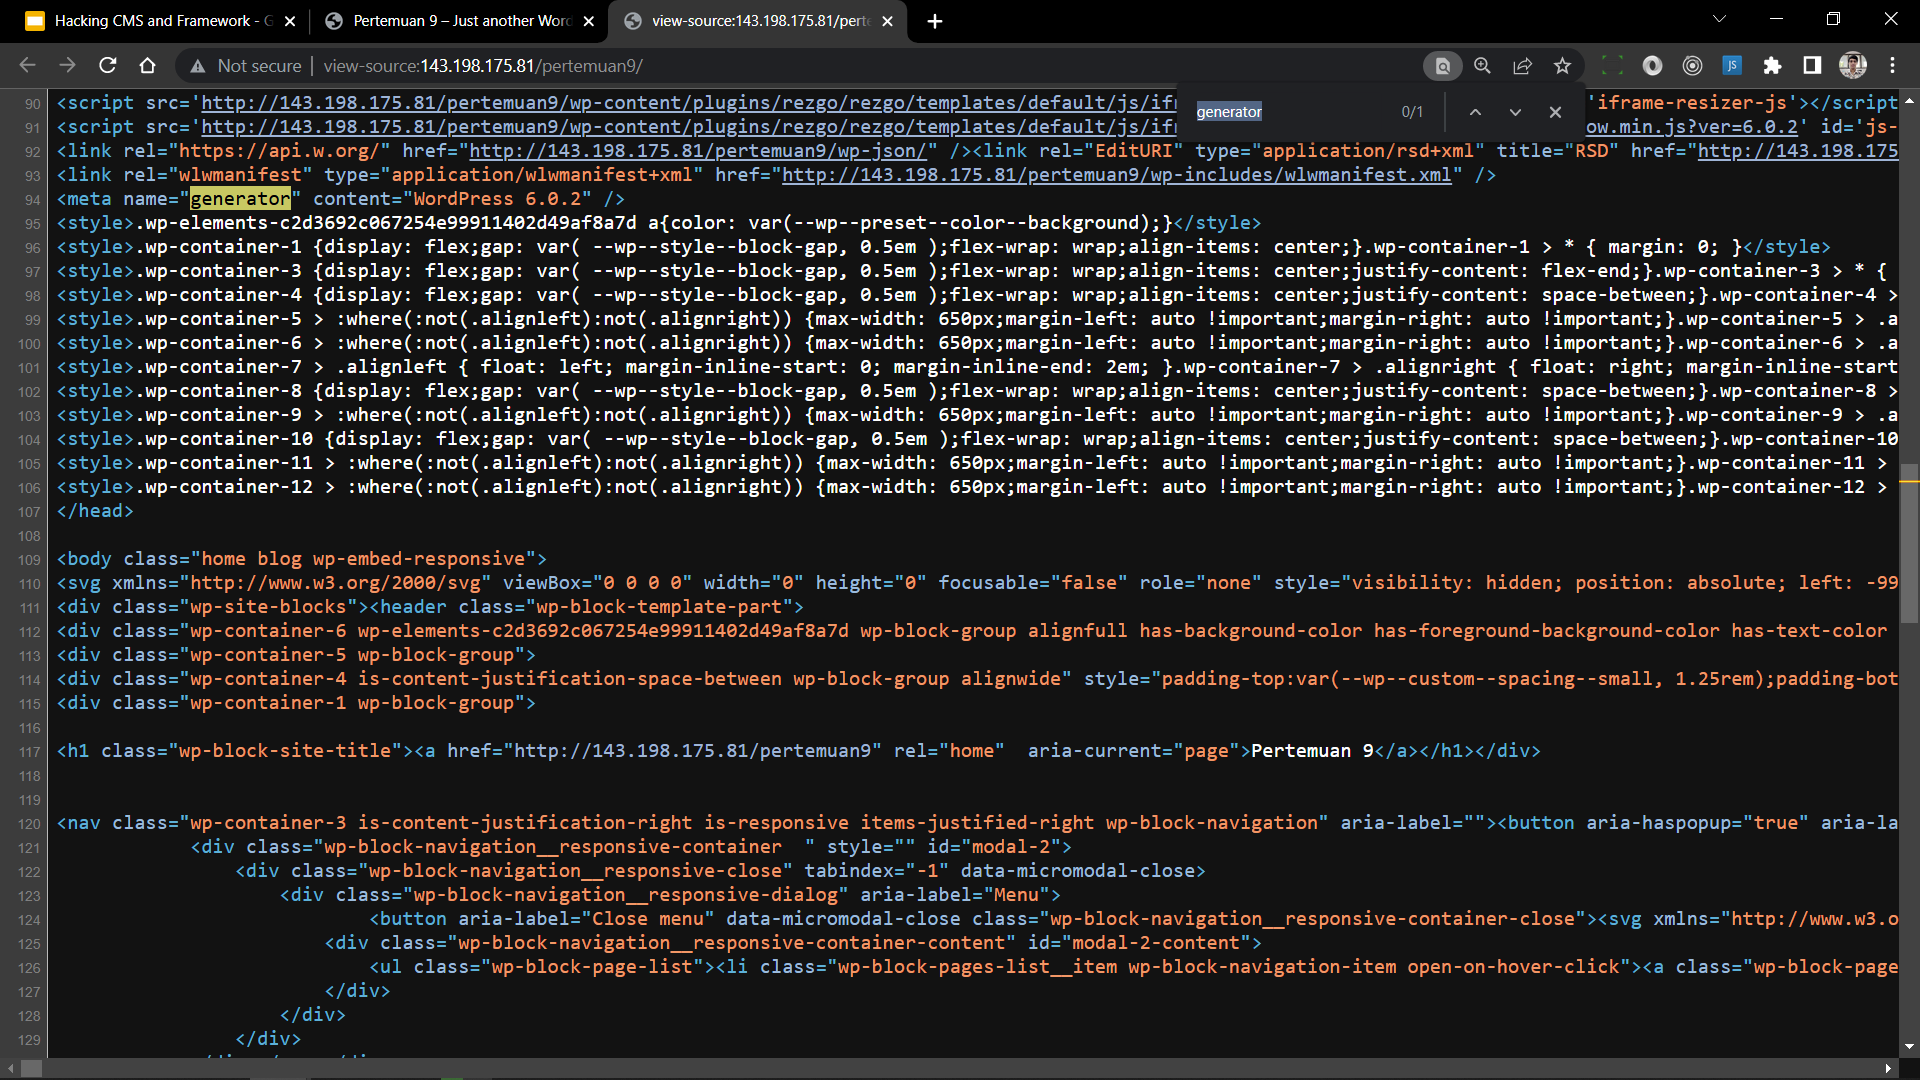 Hacking CMS and Framework - G
Pertemuan 9 – Just another Word
view-source:143.198.175.81/perte
Not secure | view-source:143.198.175.81/pertemuan9/
generator 0/1
90 <script src='http://143.198.175.81/pertemuan9/wp-content/plugins/rezgo/rezgo/templates/default/js/ifr 'iframe-resizer-js'></script
91 <script src='http://143.198.175.81/pertemuan9/wp-content/plugins/rezgo/rezgo/templates/default/js/ifr ow.min.js?ver=6.0.2' id='js-
92 <link rel="https://api.w.org/" href="http://143.198.175.81/pertemuan9/wp-json/" /><link rel="EditURI" type="application/rsd+xml" title="RSD" href="http://143.198.175
93 <link rel="wlwmanifest" type="application/wlwmanifest+xml" href="http://143.198.175.81/pertemuan9/wp-includes/wlwmanifest.xml" />
94 <meta name="generator" content="WordPress 6.0.2" />
95 <style>.wp-elements-c2d3692c067254e99911402d49af8a7d a{color: var(--wp--preset--color--background);}</style>
96 <style>.wp-container-1 {display: flex;gap: var( --wp--style--block-gap, 0.5em );flex-wrap: wrap;align-items: center;}.wp-container-1 > * { margin: 0; }</style>
97 <style>.wp-container-3 {display: flex;gap: var( --wp--style--block-gap, 0.5em );flex-wrap: wrap;align-items: center;justify-content: flex-end;}.wp-container-3 > * {
98 <style>.wp-container-4 {display: flex;gap: var( --wp--style--block-gap, 0.5em );flex-wrap: wrap;align-items: center;justify-content: space-between;}.wp-container-4 >
99 <style>.wp-container-5 > :where(:not(.alignleft):not(.alignright)) {max-width: 650px;margin-left: auto !important;margin-right: auto !important;}.wp-container-5 > .a
100 <style>.wp-container-6 > :where(:not(.alignleft):not(.alignright)) {max-width: 650px;margin-left: auto !important;margin-right: auto !important;}.wp-container-6 > .a
101 <style>.wp-container-7 > .alignleft { float: left; margin-inline-start: 0; margin-inline-end: 2em; }.wp-container-7 > .alignright { float: right; margin-inline-start
102 <style>.wp-container-8 {display: flex;gap: var( --wp--style--block-gap, 0.5em );flex-wrap: wrap;align-items: center;justify-content: space-between;}.wp-container-8 >
103 <style>.wp-container-9 > :where(:not(.alignleft):not(.alignright)) {max-width: 650px;margin-left: auto !important;margin-right: auto !important;}.wp-container-9 > .a
104 <style>.wp-container-10 {display: flex;gap: var( --wp--style--block-gap, 0.5em );flex-wrap: wrap;align-items: center;justify-content: space-between;}.wp-container-10
105 <style>.wp-container-11 > :where(:not(.alignleft):not(.alignright)) {max-width: 650px;margin-left: auto !important;margin-right: auto !important;}.wp-container-11 >
106 <style>.wp-container-12 > :where(:not(.alignleft):not(.alignright)) {max-width: 650px;margin-left: auto !important;margin-right: auto !important;}.wp-container-12 >
107 </head>
108
109 <body class="home blog wp-embed-responsive">
110 <svg xmlns="http://www.w3.org/2000/svg" viewBox="0 0 0 0" width="0" height="0" focusable="false" role="none" style="visibility: hidden; position: absolute; left: -99
111 <div class="wp-site-blocks"><header class="wp-block-template-part">
112 <div class="wp-container-6 wp-elements-c2d3692c067254e99911402d49af8a7d wp-block-group alignfull has-background-color has-foreground-background-color has-text-color
113 <div class="wp-container-5 wp-block-group">
114 <div class="wp-container-4 is-content-justification-space-between wp-block-group alignwide" style="padding-top:var(--wp--custom--spacing--small, 1.25rem);padding-bot
115 <div class="wp-container-1 wp-block-group">
116
117 <h1 class="wp-block-site-title"><a href="http://143.198.175.81/pertemuan9" rel="home"  aria-current="page">Pertemuan 9</a></h1></div>
118
119
120 <nav class="wp-container-3 is-content-justification-right is-responsive items-justified-right wp-block-navigation" aria-label=""><button aria-haspopup="true" aria-la
121 <div class="wp-block-navigation__responsive-container  " style="" id="modal-2">
122 <div class="wp-block-navigation__responsive-close" tabindex="-1" data-micromodal-close>
123 <div class="wp-block-navigation__responsive-dialog" aria-label="Menu">
124 <button aria-label="Close menu" data-micromodal-close class="wp-block-navigation__responsive-container-close"><svg xmlns="http://www.w3.o
125 <div class="wp-block-navigation__responsive-container-content" id="modal-2-content">
126 <ul class="wp-block-page-list"><li class="wp-block-pages-list__item wp-block-navigation-item open-on-hover-click"><a class="wp-block-page
127 </div>
128 </div>
129 </div>